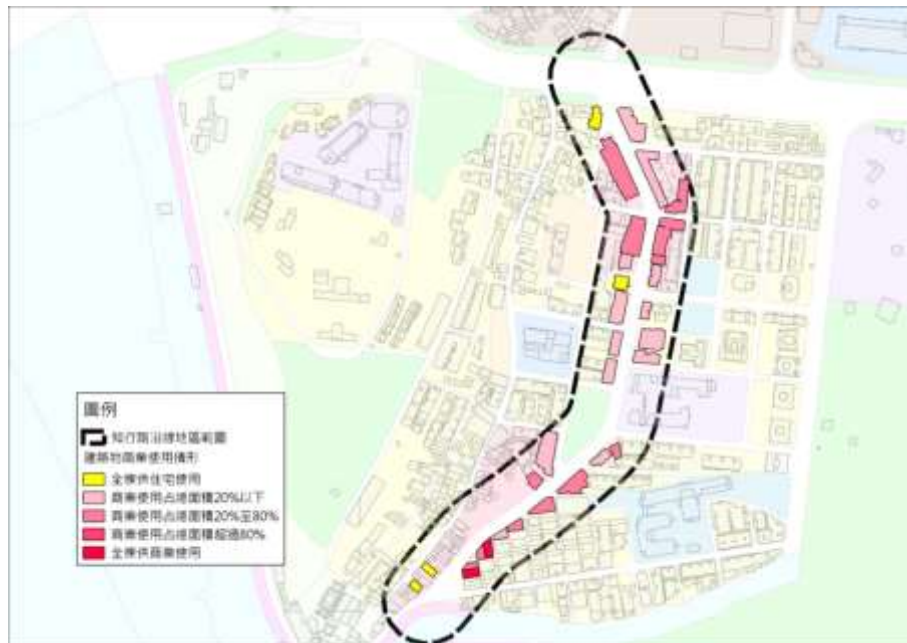 圖例
知行路沿線地區範圍
建築物商業使用情形
全棟供住宅使用
商業使用占總面積20%以下
商業使用占總面積20%至80%
商業使用占總面積超過80%
全棟供商業使用